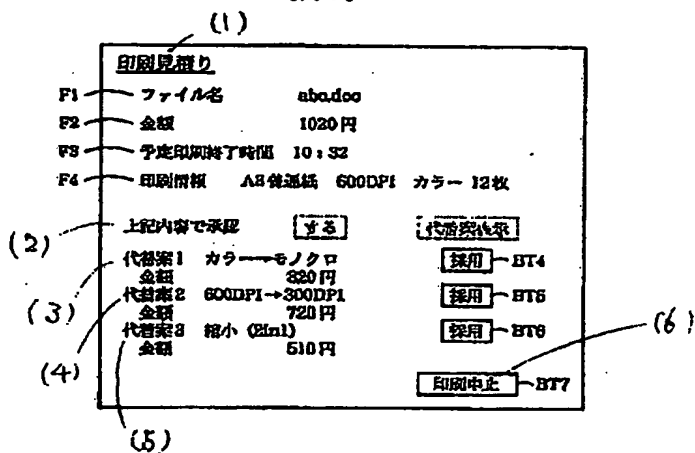 (1)
印刷見積り
F1 ファイル名 abc.doc
F2 金額 1020円
F3 予定印刷終了時間 10:32
F4 印刷情報 A3普通紙 600DPI カラー 12枚
(2) 上記内容で承認 する 代替案表示
(3) 代替案1 カラー→モノクロ 採用 BT4
金額 320円
(4) 代替案2 600DPI→300DPI 採用 BT5
金額 720円
(5) 代替案3 縮小 (2in1) 採用 BT6
金額 510円
(6) 印刷中止 BT7